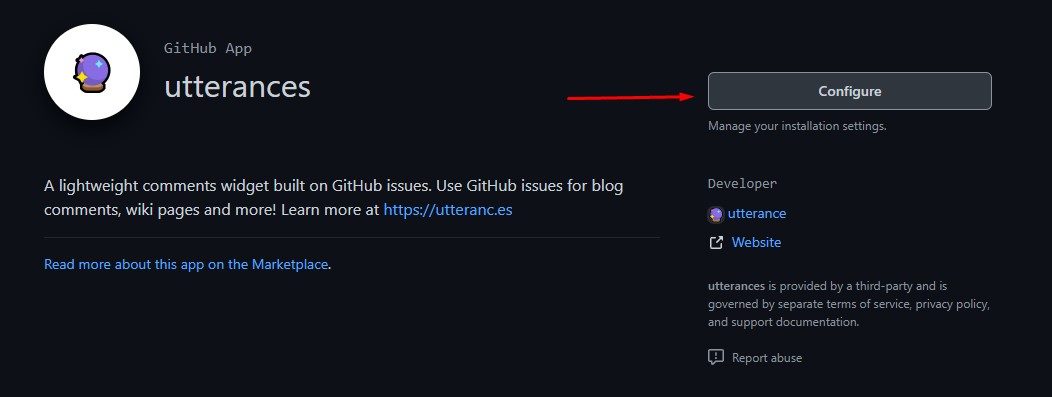 GitHub App
utterances
Configure
Manage your installation settings.
A lightweight comments widget built on GitHub issues. Use GitHub issues for blog
comments, wiki pages and more! Learn more at https://utteranc.es
Read more about this app on the Marketplace.
Developer
utterance
Website
utterances is provided by a third-party and is
governed by separate terms of service, privacy policy,
and support documentation.
Report abuse